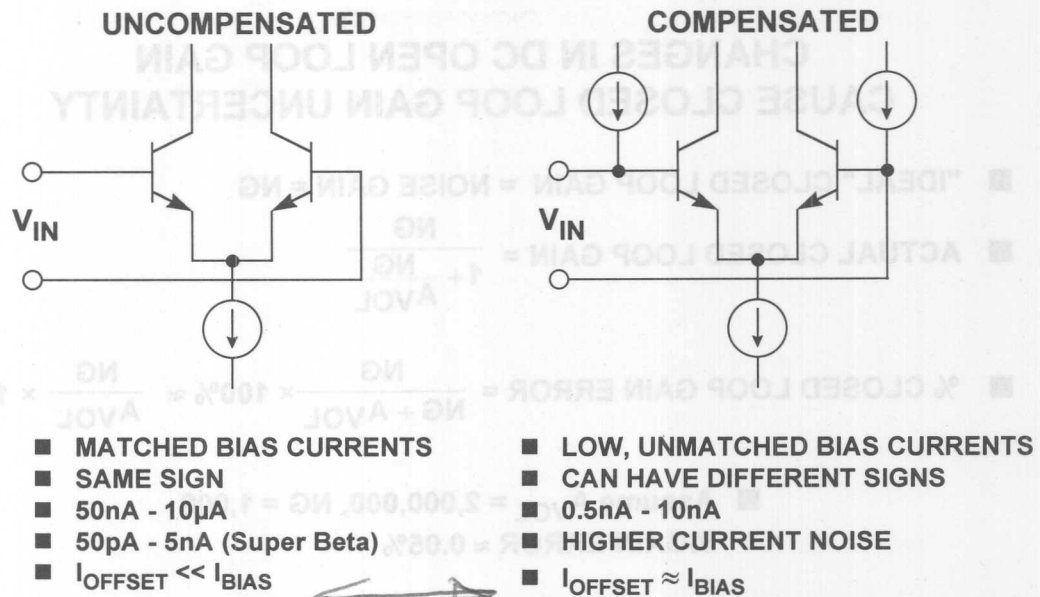 UNCOMPENSATED
COMPENSATED
V_IN
V_IN
■ MATCHED BIAS CURRENTS
■ SAME SIGN
■ 50nA - 10µA
■ 50pA - 5nA (Super Beta)
■ I_OFFSET << I_BIAS
■ LOW, UNMATCHED BIAS CURRENTS
■ CAN HAVE DIFFERENT SIGNS
■ 0.5nA - 10nA
■ HIGHER CURRENT NOISE
■ I_OFFSET ≈ I_BIAS